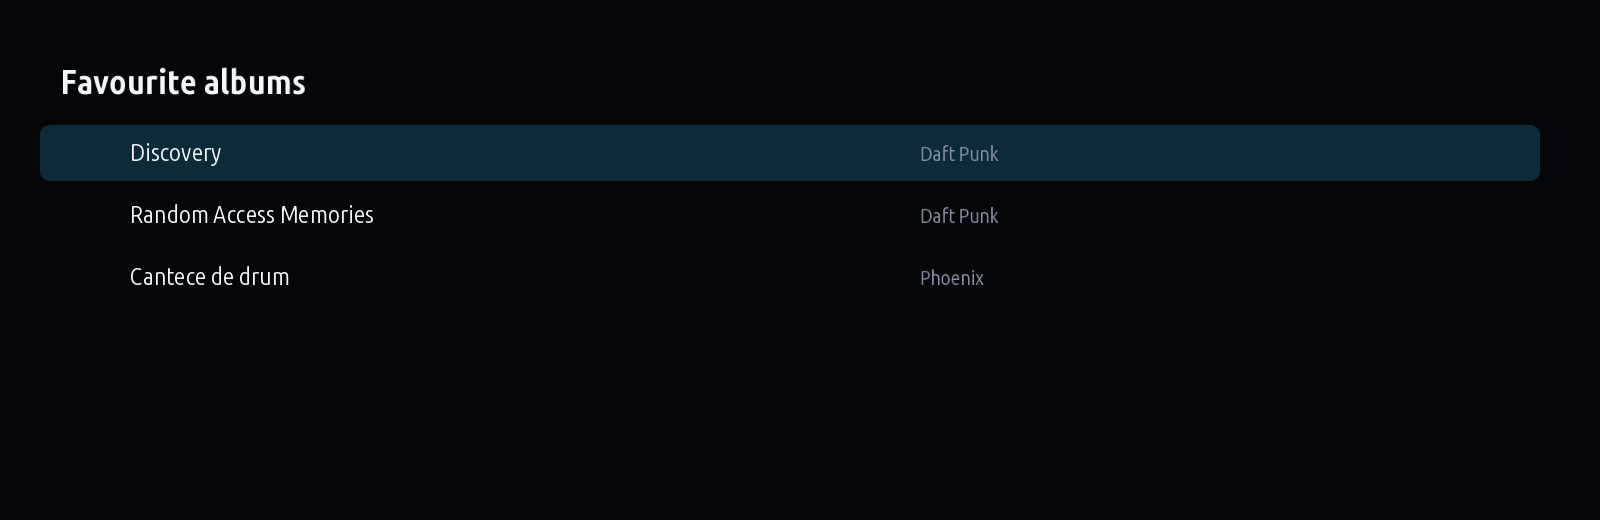 Favourite albums
Discovery Daft Punk
Random Access Memories Daft Punk
Cantece de drum Phoenix